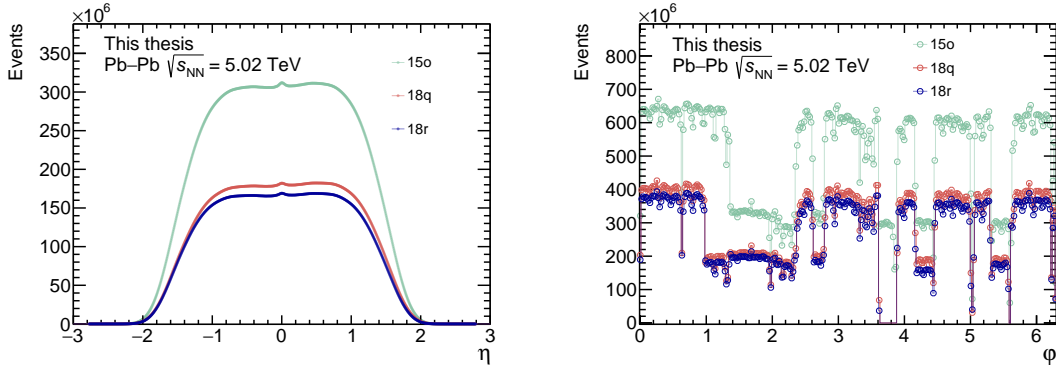 ×10⁶
Events
This thesis
Pb–Pb √sNN = 5.02 TeV
15o
18q
18r
350
300
250
200
150
100
50
0
−3 −2 −1 0 1 2 3
η
×10⁶
Events
This thesis
Pb–Pb √sNN = 5.02 TeV
15o
18q
18r
800
700
600
500
400
300
200
100
0
0 1 2 3 4 5 6
φ